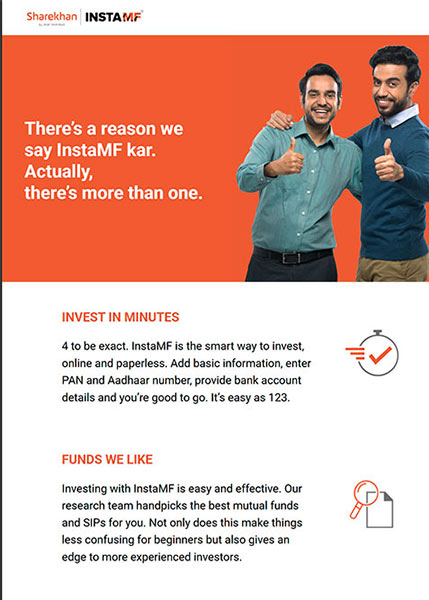 Sharekhan | INSTAMF
There's a reason we
say InstaMF kar.
Actually,
there's more than one.
INVEST IN MINUTES
4 to be exact. InstaMF is the smart way to invest,
online and paperless. Add basic information, enter
PAN and Aadhaar number, provide bank account
details and you're good to go. It's easy as 123.
FUNDS WE LIKE
Investing with InstaMF is easy and effective. Our
research team handpicks the best mutual funds
and SIPs for you. Not only does this make things
less confusing for beginners but also gives an
edge to more experienced investors.